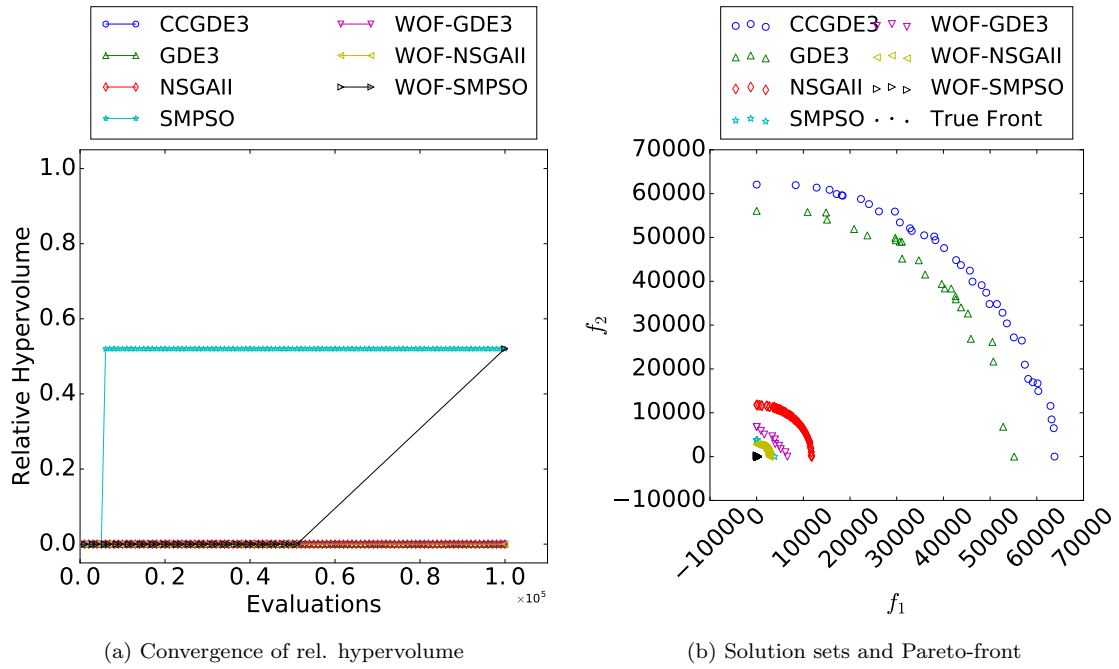 CCGDE3
GDE3
NSGAII
SMPSO
WOF-GDE3
WOF-NSGAII
WOF-SMPSO
1.0
0.8
0.6
0.4
0.2
0.0
Relative Hypervolume
0.0 0.2 0.4 0.6 0.8 1.0
×10⁵
Evaluations
(a) Convergence of rel. hypervolume
CCGDE3
GDE3
NSGAII
SMPSO
WOF-GDE3
WOF-NSGAII
WOF-SMPSO
True Front
70000
60000
50000
40000
30000
20000
10000
0
−10000
f₂
−10000 0 10000 20000 30000 40000 50000 60000 70000
f₁
(b) Solution sets and Pareto-front